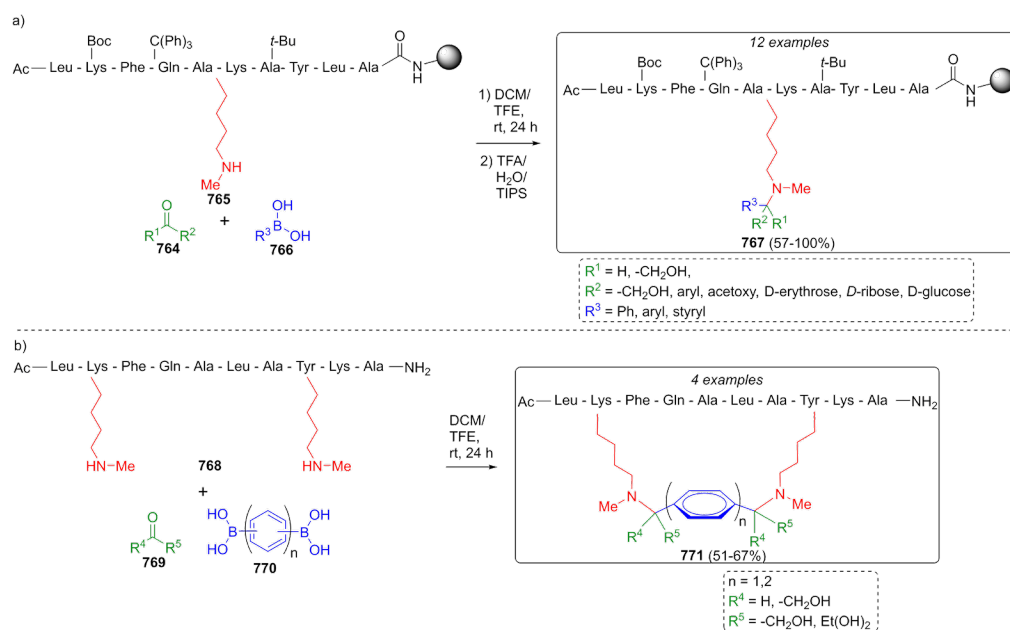 a)
Boc
C(Ph)3
t-Bu
Ac—Leu - Lys - Phe - Gln - Ala - Lys - Ala - Tyr - Leu - Ala
O
N
H
NH
Me
765
O
R1 R2
764
+
OH
B
R3 OH
766
1) DCM/
TFE,
rt, 24 h
2) TFA/
H2O/
TIPS
12 examples
Boc
C(Ph)3
t-Bu
Ac—Leu - Lys - Phe - Gln - Ala - Lys - Ala - Tyr - Leu - Ala
O
N
H
N Me
R3
R2 R1
767 (57-100%)
R1 = H, -CH2OH,
R2 = -CH2OH, aryl, acetoxy, D-erythrose, D-ribose, D-glucose
R3 = Ph, aryl, styryl
b)
Ac—Leu - Lys - Phe - Gln - Ala - Leu - Ala - Tyr - Lys - Ala —NH2
HN-Me
768
HN-Me
+
O
R4 R5
769
HO
B
HO
OH
B
OH
n
770
DCM/
TFE,
rt, 24 h
4 examples
Ac—Leu - Lys - Phe - Gln - Ala - Leu - Ala - Tyr - Lys - Ala —NH2
N
Me
N
Me
n
R4 R5
R4 R5
771 (51-67%)
n = 1,2
R4 = H, -CH2OH
R5 = -CH2OH, Et(OH)2